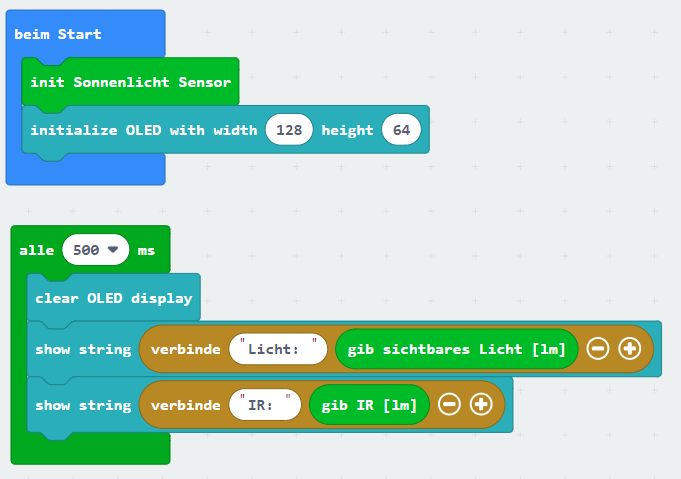 beim Start
init Sonnenlicht Sensor
initialize OLED with width 128 height 64
alle 500 ms
clear OLED display
show string verbinde "Licht: " gib sichtbares Licht [lm]
show string verbinde "IR: " gib IR [lm]